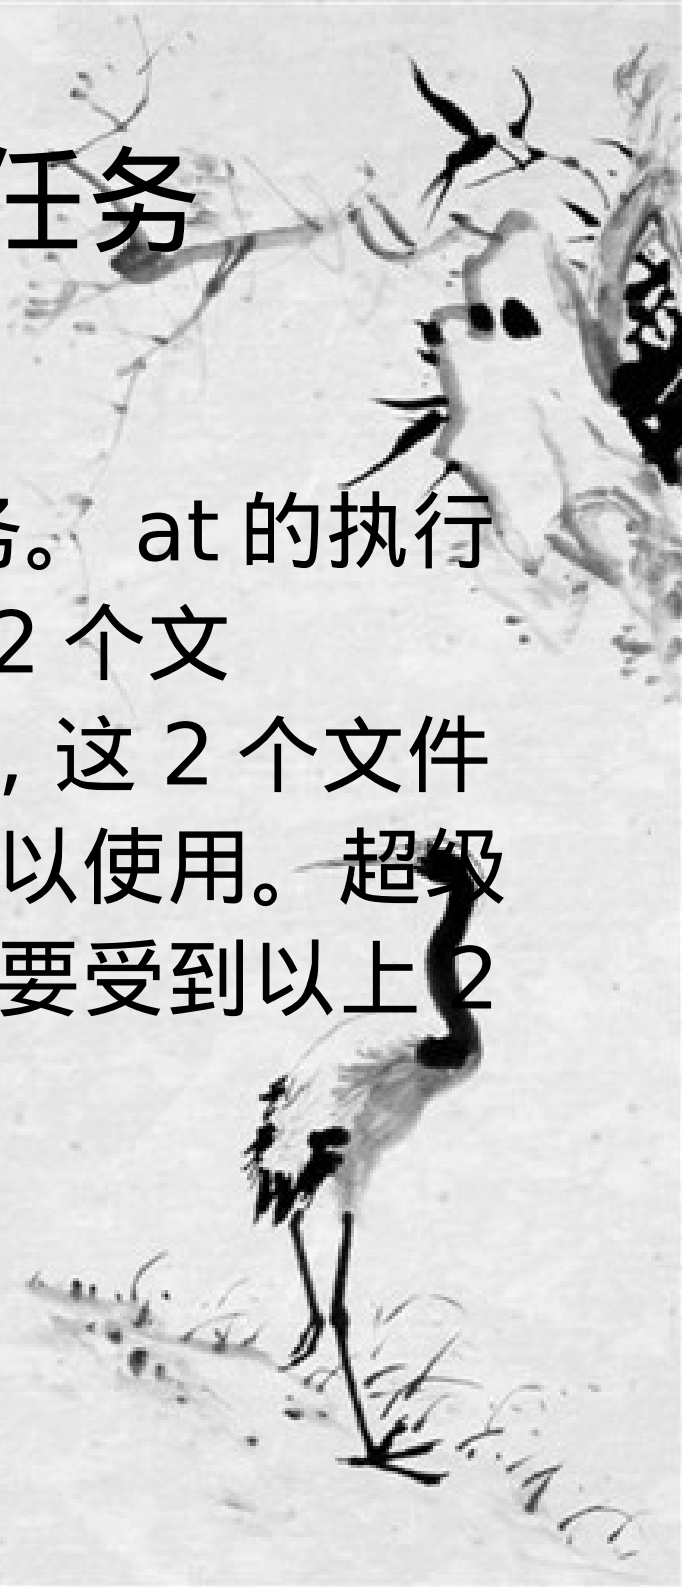 任务
务。 at 的执行
2 个文
, 这 2 个文件
以使用。 超级
要受到以上 2